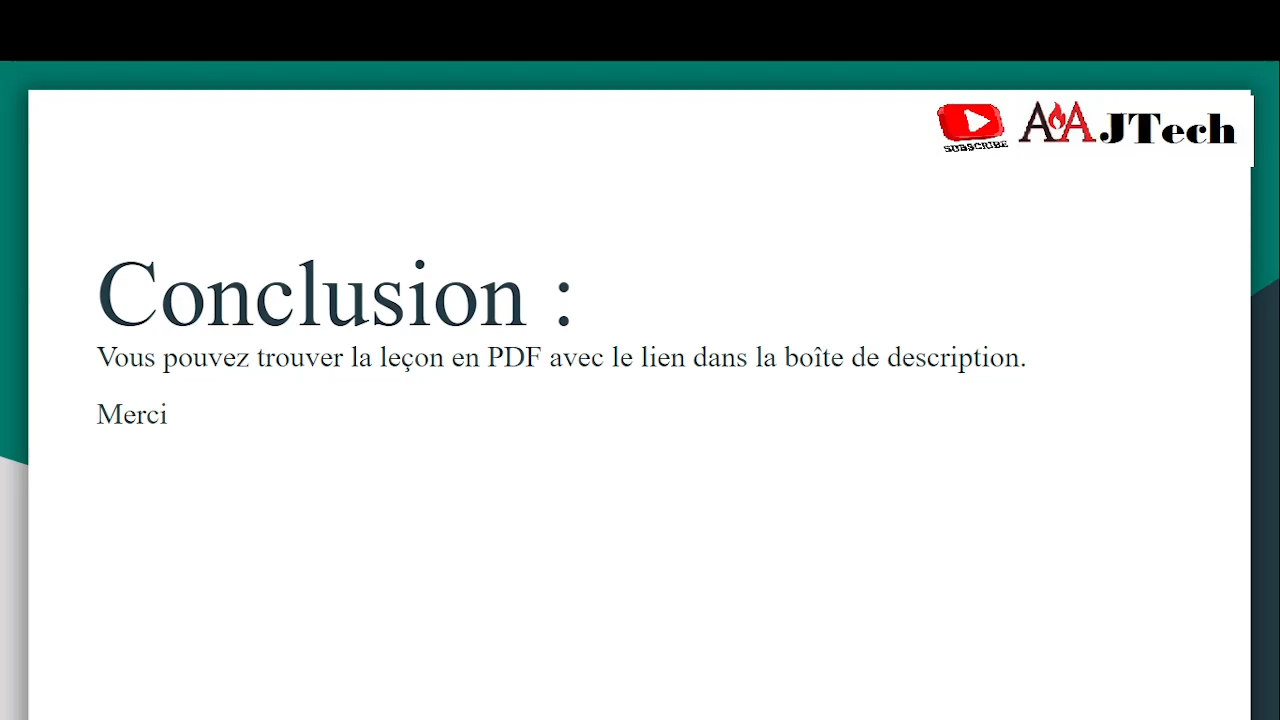 SUBSCRIBE
AAJTech
Conclusion :
Vous pouvez trouver la leçon en PDF avec le lien dans la boîte de description.
Merci